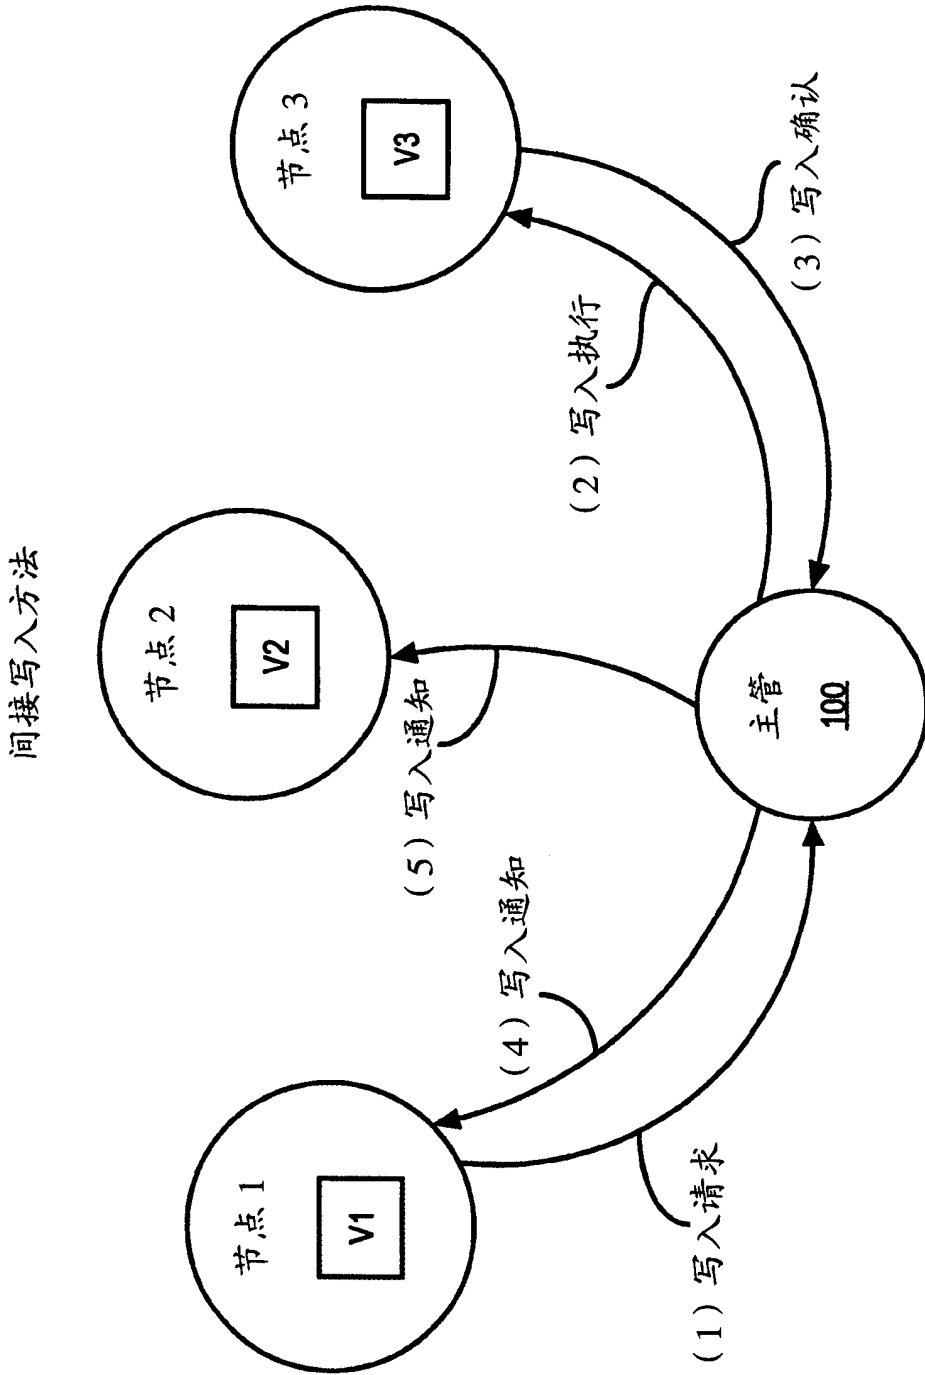 间接写入方法
节点1
V1
节点2
V2
节点3
V3
(1) 写入请求
(4) 写入通知
(5) 写入通知
(2) 写入执行
(3) 写入确认
主管
100